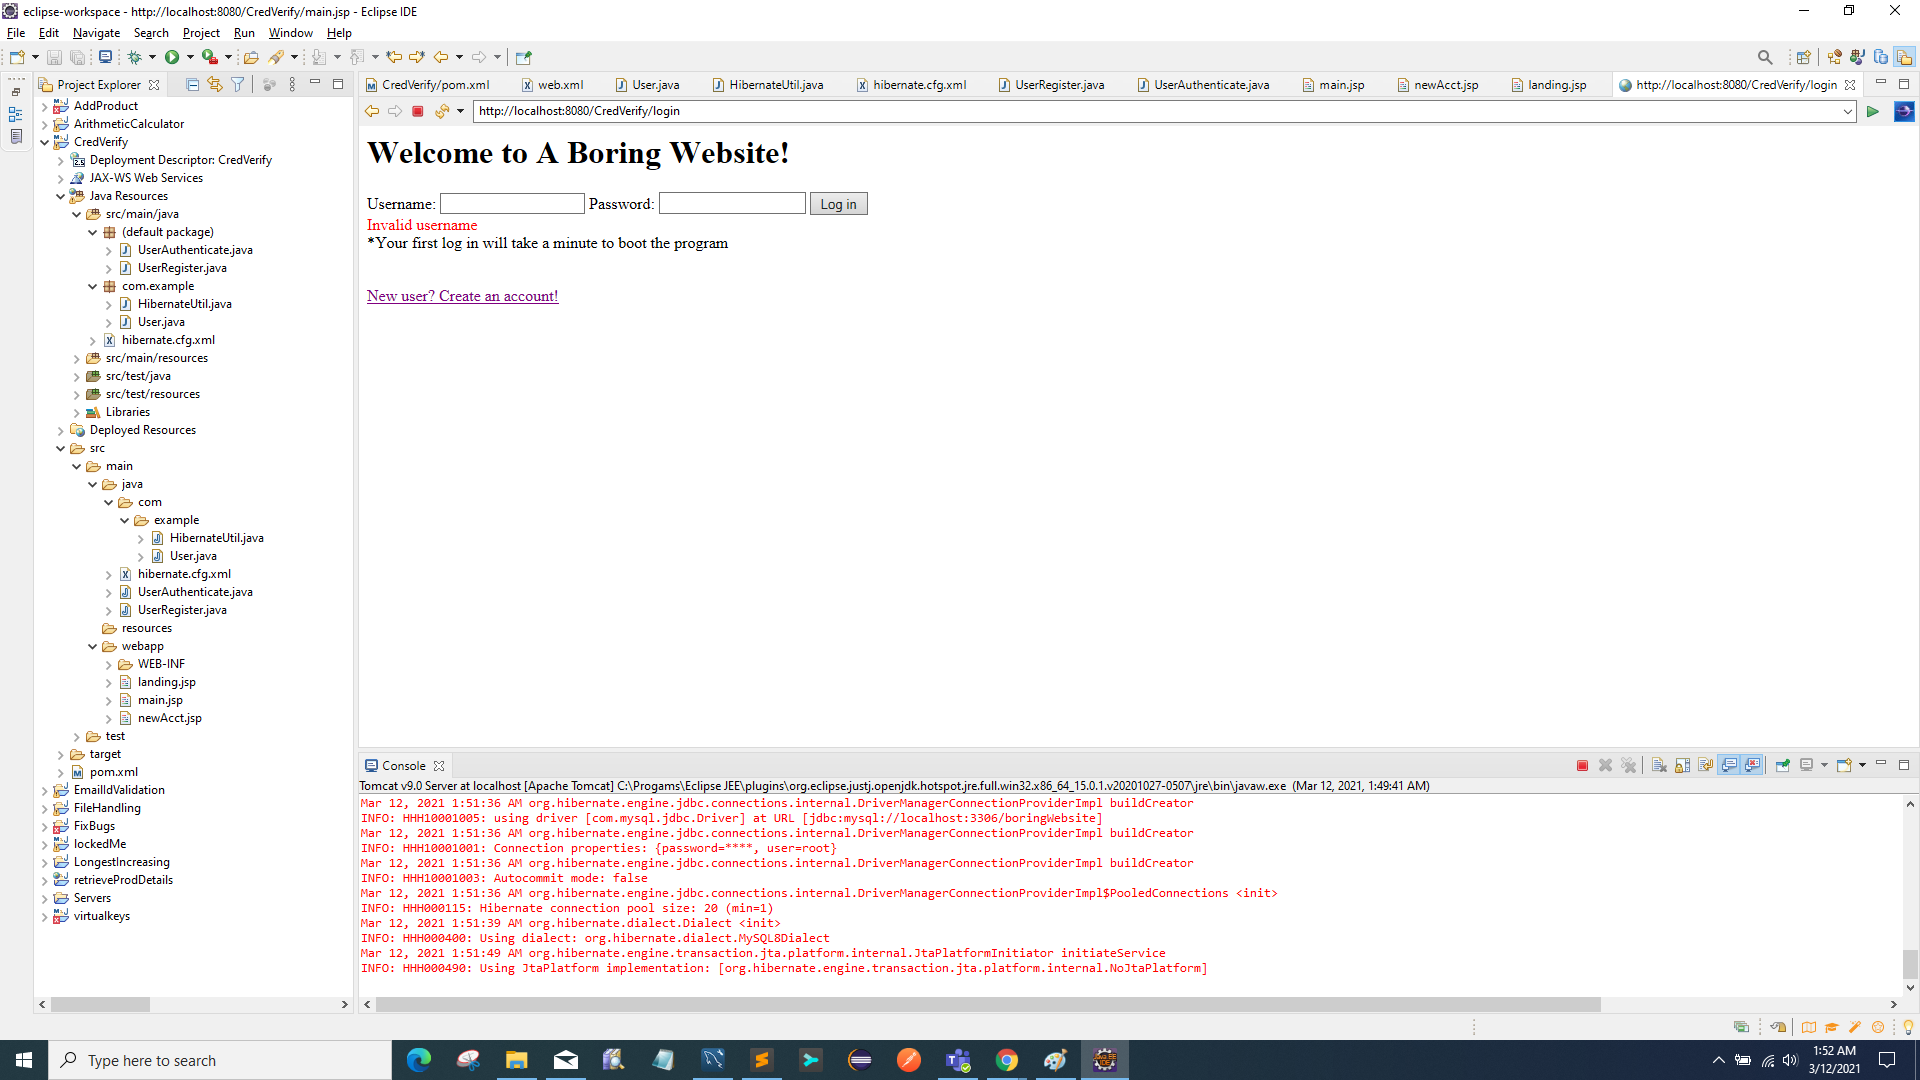 eclipse-workspace - http://localhost:8080/CredVerify/main.jsp - Eclipse IDE
File Edit Navigate Search Project Run Window Help
Project Explorer
CredVerify/pom.xml web.xml User.java HibernateUtil.java hibernate.cfg.xml UserRegister.java UserAuthenticate.java main.jsp newAcct.jsp landing.jsp http://localhost:8080/CredVerify/login
http://localhost:8080/CredVerify/login
AddProduct
ArithmeticCalculator
CredVerify
Deployment Descriptor: CredVerify
JAX-WS Web Services
Java Resources
src/main/java
(default package)
UserAuthenticate.java
UserRegister.java
com.example
HibernateUtil.java
User.java
hibernate.cfg.xml
src/main/resources
src/test/java
src/test/resources
Libraries
Deployed Resources
src
main
java
com
example
HibernateUtil.java
User.java
hibernate.cfg.xml
UserAuthenticate.java
UserRegister.java
resources
webapp
WEB-INF
landing.jsp
main.jsp
newAcct.jsp
test
target
pom.xml
EmailIdValidation
FileHandling
FixBugs
lockedMe
LongestIncreasing
retrieveProdDetails
Servers
virtualkeys
Welcome to A Boring Website!
Username: Password: Log in
Invalid username
*Your first log in will take a minute to boot the program
New user? Create an account!
Console
Tomcat v9.0 Server at localhost [Apache Tomcat] C:\Progams\Eclipse JEE\plugins\org.eclipse.justj.openjdk.hotspot.jre.full.win32.x86_64_15.0.1.v20201027-0507\jre\bin\javaw.exe (Mar 12, 2021, 1:49:41 AM)
Mar 12, 2021 1:51:36 AM org.hibernate.engine.jdbc.connections.internal.DriverManagerConnectionProviderImpl buildCreator
INFO: HHH10001005: using driver [com.mysql.jdbc.Driver] at URL [jdbc:mysql://localhost:3306/boringWebsite]
Mar 12, 2021 1:51:36 AM org.hibernate.engine.jdbc.connections.internal.DriverManagerConnectionProviderImpl buildCreator
INFO: HHH10001001: Connection properties: {password=****, user=root}
Mar 12, 2021 1:51:36 AM org.hibernate.engine.jdbc.connections.internal.DriverManagerConnectionProviderImpl buildCreator
INFO: HHH10001003: Autocommit mode: false
Mar 12, 2021 1:51:36 AM org.hibernate.engine.jdbc.connections.internal.DriverManagerConnectionProviderImpl$PooledConnections <init>
INFO: HHH000115: Hibernate connection pool size: 20 (min=1)
Mar 12, 2021 1:51:39 AM org.hibernate.dialect.Dialect <init>
INFO: HHH000400: Using dialect: org.hibernate.dialect.MySQL8Dialect
Mar 12, 2021 1:51:49 AM org.hibernate.engine.transaction.jta.platform.internal.JtaPlatformInitiator initiateService
INFO: HHH000490: Using JtaPlatform implementation: [org.hibernate.engine.transaction.jta.platform.internal.NoJtaPlatform]
Type here to search
1:52 AM
3/12/2021